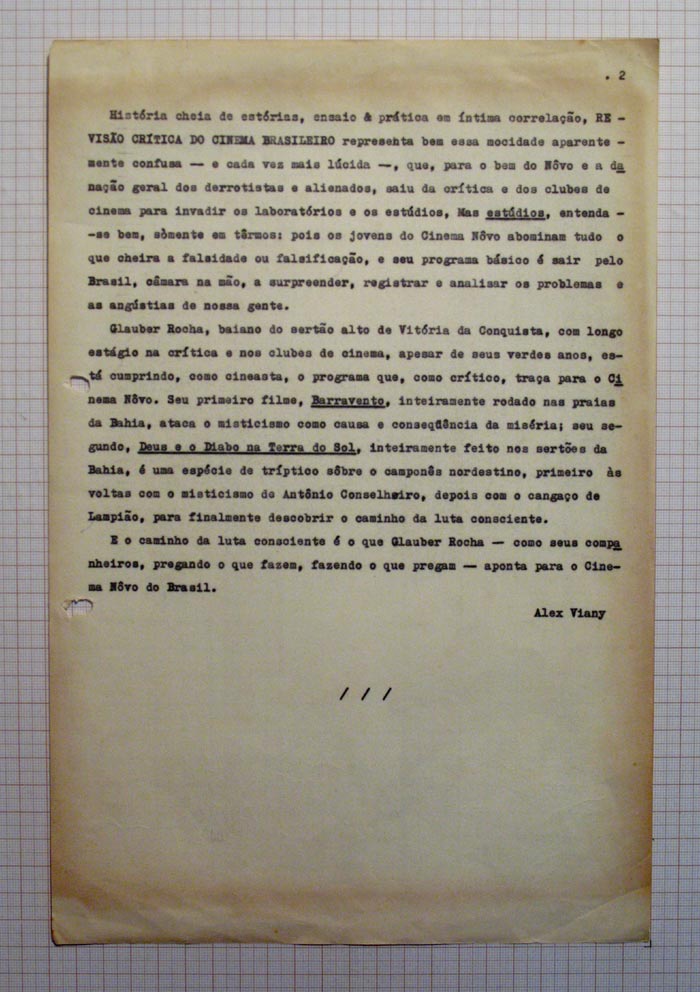 . 2
História cheia de estórias, ensaio & prática em íntima correlação, RE -
VISÃO CRÍTICA DO CINEMA BRASILEIRO representa bem essa mocidade aparente -
mente confusa — e cada vez mais lúcida —, que, para o bem do Nôvo e a da
nação geral dos derrotistas e alienados, saiu da crítica e dos clubes de
cinema para invadir os laboratórios e os estúdios, Mas estúdios, entenda -
-se bem, sòmente em têrmos: pois os jovens do Cinema Nôvo abominam tudo o
que cheira a falsidade ou falsificação, e seu programa básico é sair pelo
Brasil, câmara na mão, a surpreender, registrar e analisar os problemas e
as angústias de nossa gente.
Glauber Rocha, baiano do sertão alto de Vitória da Conquista, com longo
estágio na crítica e nos clubes de cinema, apesar de seus verdes anos, es-
tá cumprindo, como cineasta, o programa que, como crítico, traça para o Ci
nema Nôvo. Seu primeiro filme, Barravento, inteiramente rodado nas praias
da Bahia, ataca o misticismo como causa e conseqüência da miséria; seu se-
gundo, Deus e o Diabo na Terra do Sol, inteiramente feito nos sertões da
Bahia, é uma espécie de tríptico sôbre o camponês nordestino, primeiro às
voltas com o misticismo de Antônio Conselheiro, depois com o cangaço de
Lampião, para finalmente descobrir o caminho da luta consciente.
E o caminho da luta consciente é o que Glauber Rocha — como seus compa
nheiros, pregando o que fazem, fazendo o que pregam — aponta para o Cine-
ma Nôvo do Brasil.
Alex Viany
/ / /